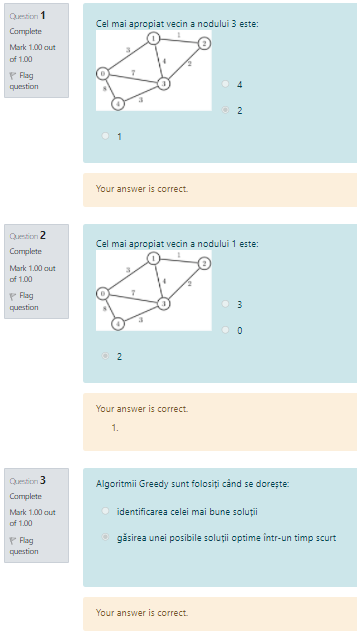 Question 1
Complete
Mark 1.00 out
of 1.00
Flag
question
Cel mai apropiat vecin a nodului 3 este:
1
1
2
3
4
2
0
7
3
8
4
3
4
2
1
Your answer is correct.
Question 2
Complete
Mark 1.00 out
of 1.00
Flag
question
Cel mai apropiat vecin a nodului 1 este:
1
1
2
3
4
2
0
7
3
8
4
3
3
0
2
Your answer is correct.
1.
Question 3
Complete
Mark 1.00 out
of 1.00
Flag
question
Algoritmii Greedy sunt folosiți când se dorește:
identificarea celei mai bune soluții
găsirea unei posibile soluții optime într-un timp scurt
Your answer is correct.